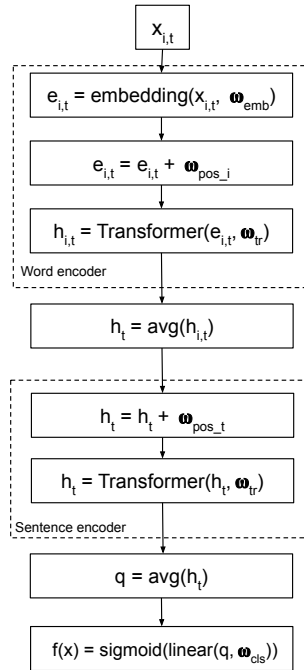 x_{i,t}
e_{i,t} = embedding(x_{i,t}, ω_{emb})
e_{i,t} = e_{i,t} + ω_{pos_i}
h_{i,t} = Transformer(e_{i,t}, ω_{tr})
Word encoder
h_t = avg(h_{i,t})
h_t = h_t + ω_{pos_t}
h_t = Transformer(h_t, ω_{tr})
Sentence encoder
q = avg(h_t)
f(x) = sigmoid(linear(q, ω_{cls}))